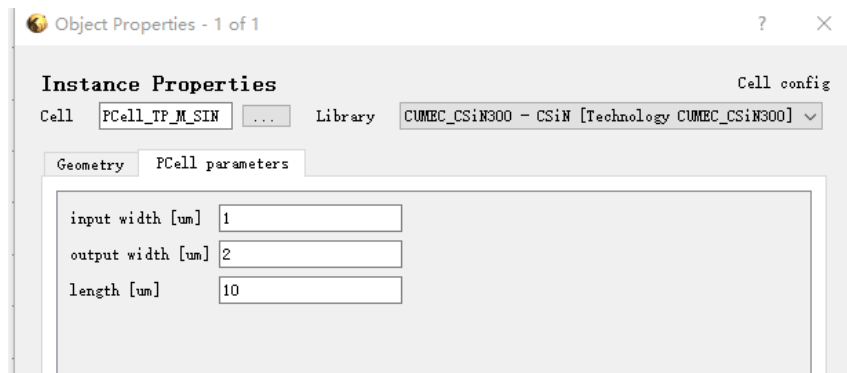 Object Properties - 1 of 1 ?
Instance Properties Cell config
Cell PCell_TP_M_SIN ... Library CUMEC_CSiN300 - CSiN [Technology CUMEC_CSiN300]
Geometry PCell parameters
input width [um] 1
output width [um] 2
length [um] 10